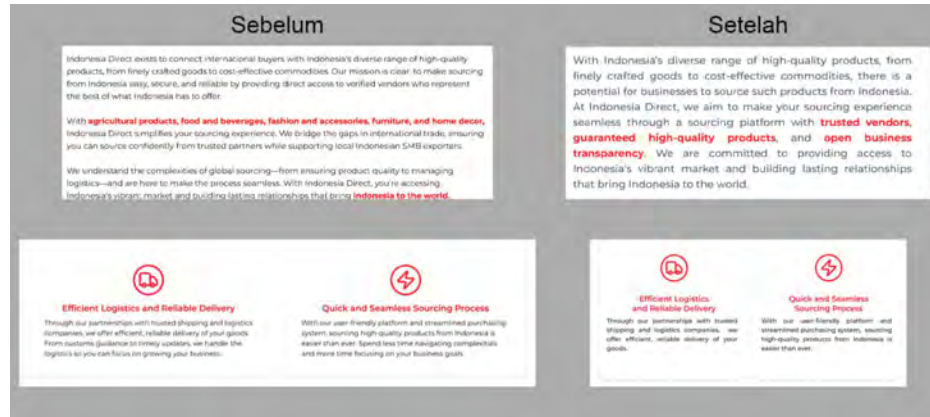 Sebelum
Indonesia Direct exists to connect international buyers with Indonesia's diverse range of high-quality
products, from finely crafted goods to cost-effective commodities. Our mission is clear: to make sourcing
from Indonesia easy, secure, and reliable by providing direct access to verified vendors who represent
the best of what Indonesia has to offer.
With agricultural products, food and beverages, fashion and accessories, furniture, and home decor,
Indonesia Direct simplifies your sourcing experience. We bridge the gaps in international trade, ensuring
you can source confidently from trusted partners while supporting local Indonesian SMB exporters.
We understand the complexities of global sourcing—from ensuring product quality to managing
logistics—and are here to make the process seamless. With Indonesia Direct, you're accessing
Indonesia's vibrant market and building lasting relationships that bring Indonesia to the world.
Efficient Logistics and Reliable Delivery
Through our partnerships with trusted shipping and logistics
companies, we offer efficient, reliable delivery of your goods.
From customs guidance to timely updates, we handle the
logistics so you can focus on growing your business.
Quick and Seamless Sourcing Process
With our user-friendly platform and streamlined purchasing
system, sourcing high-quality products from Indonesia is
easier than ever. Spend less time navigating complexities
and more time focusing on your business goals.
Setelah
With Indonesia's diverse range of high-quality products, from
finely crafted goods to cost-effective commodities, there is a
potential for businesses to source such products from Indonesia.
At Indonesia Direct, we aim to make your sourcing experience
seamless through a sourcing platform with trusted vendors,
guaranteed high-quality products, and open business
transparency. We are committed to providing access to
Indonesia's vibrant market and building lasting relationships
that bring Indonesia to the world.
Efficient Logistics
and Reliable Delivery
Through our partnerships with trusted
shipping and logistics companies, we
offer efficient, reliable delivery of your
goods.
Quick and Seamless
Sourcing Process
With our user-friendly platform and
streamlined purchasing system, sourcing
high-quality products from Indonesia is
easier than ever.